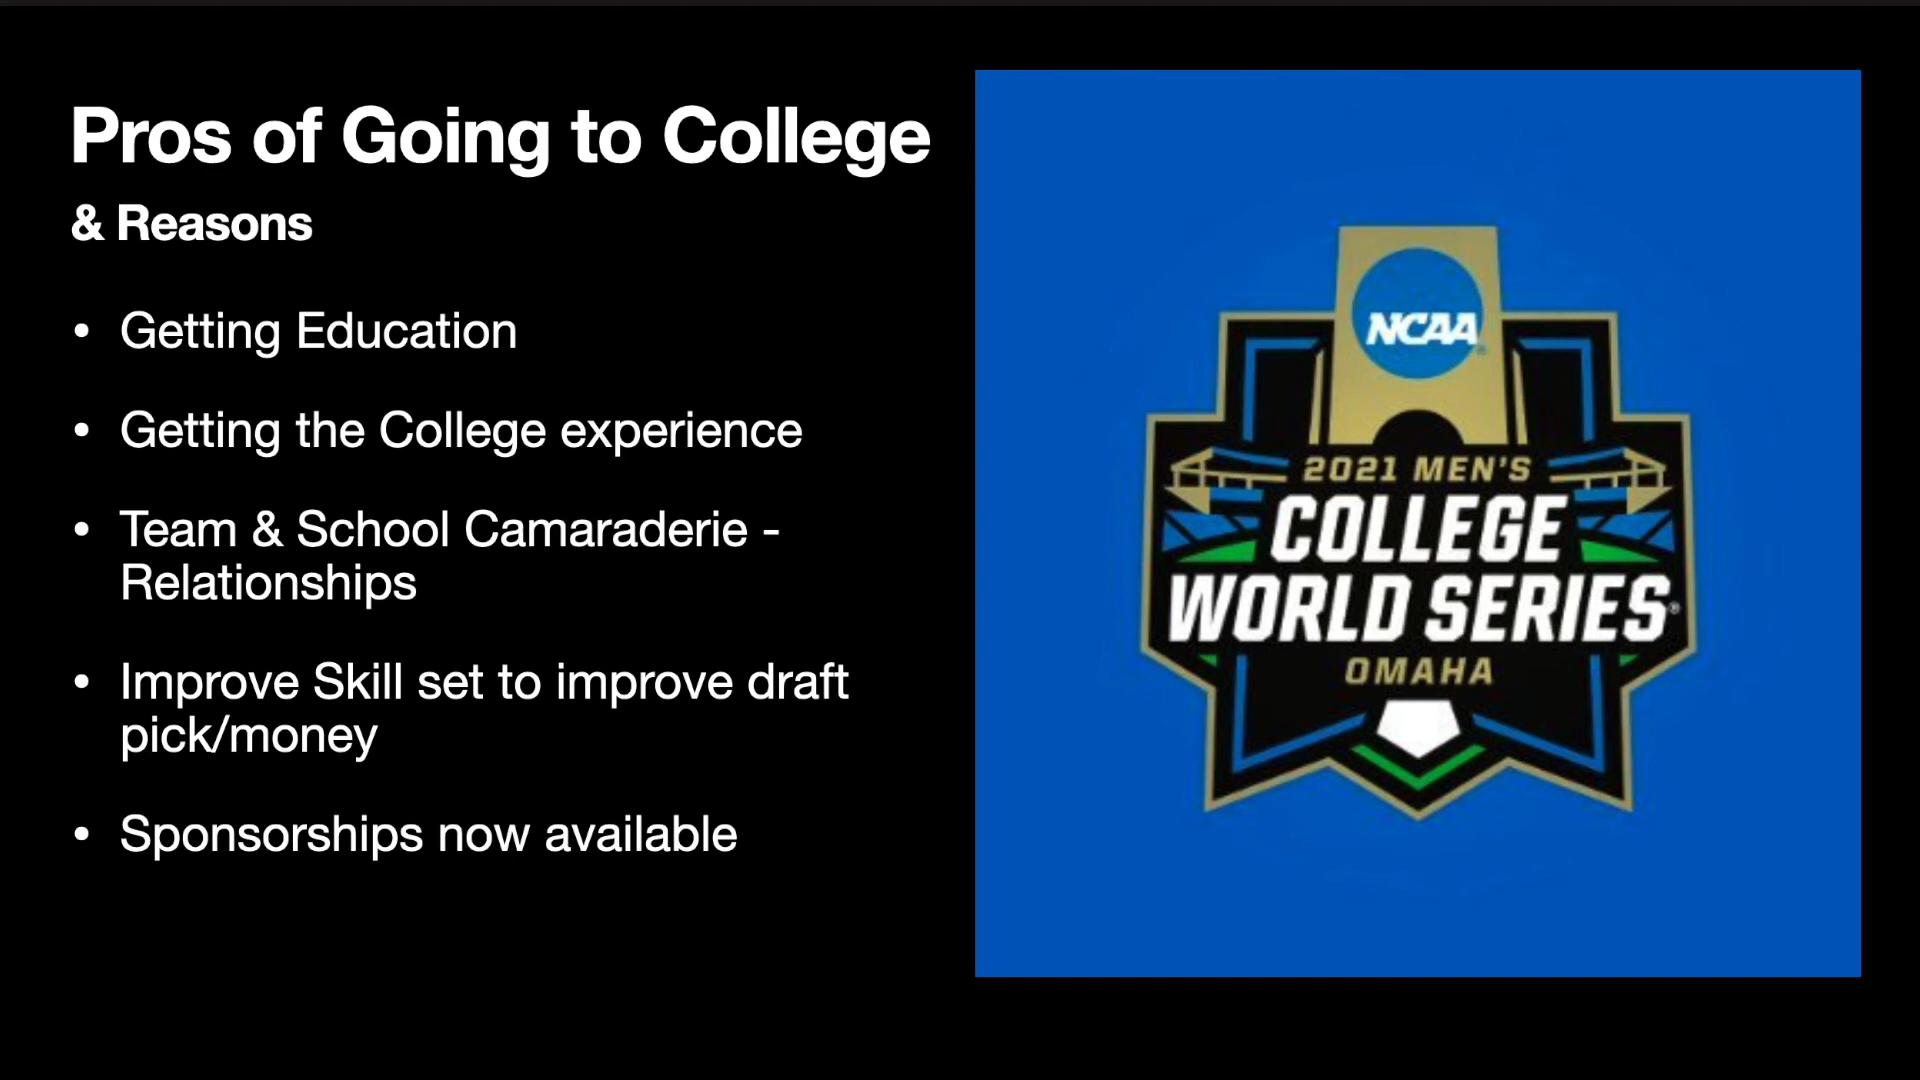 Pros of Going to College
& Reasons
• Getting Education
• Getting the College experience
• Team & School Camaraderie -
Relationships
• Improve Skill set to improve draft
pick/money
• Sponsorships now available
NCAA®
2021 MEN'S
COLLEGE
WORLD SERIES®
OMAHA